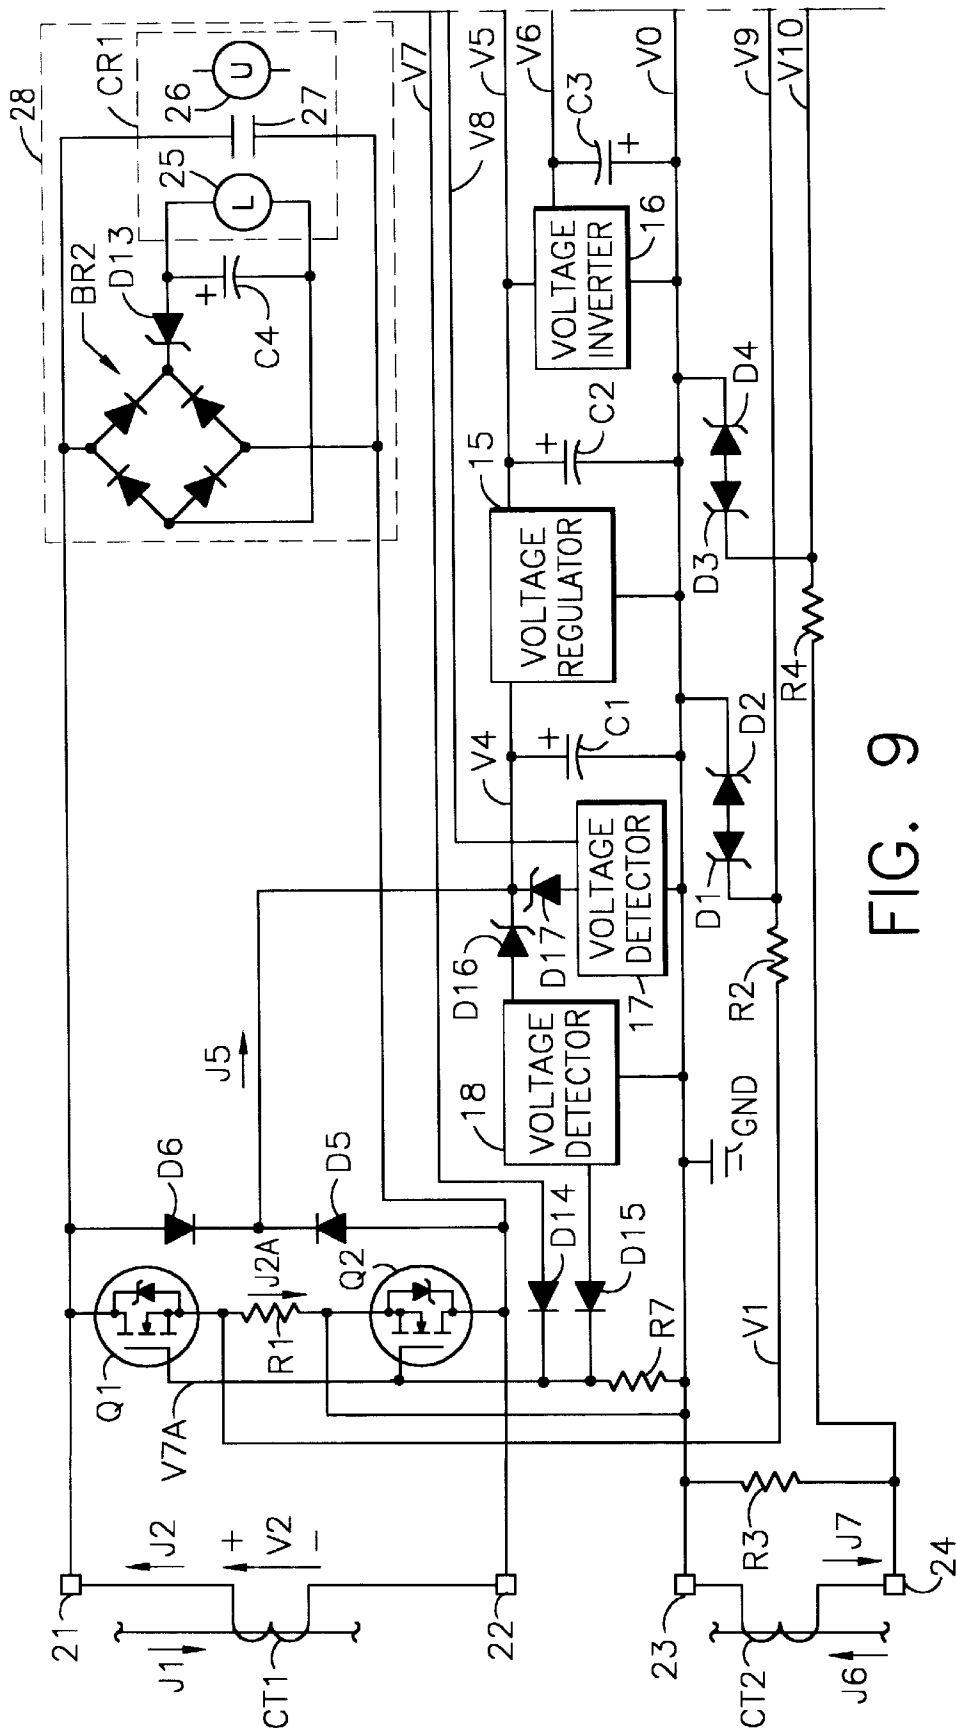 28
CR1
26
U
27
25
L
BR2
D13
+
C4
V7
V8
V5
V6
V0
V9
V10
C3
+
VOLTAGE
INVERTER
16
15
+
C2
D4
D3
VOLTAGE
REGULATOR
R4
V4
+
C1
D2
D1
R2
J5
D16
D17
VOLTAGE
DETECTOR
17
18
VOLTAGE
DETECTOR
GND
D6
D5
Q1
J2A
R1
Q2
D14
D15
R7
V7A
V1
21
J2
+
V2
−
22
J1
CT1
23
R3
J7
24
CT2
J6
FIG. 9